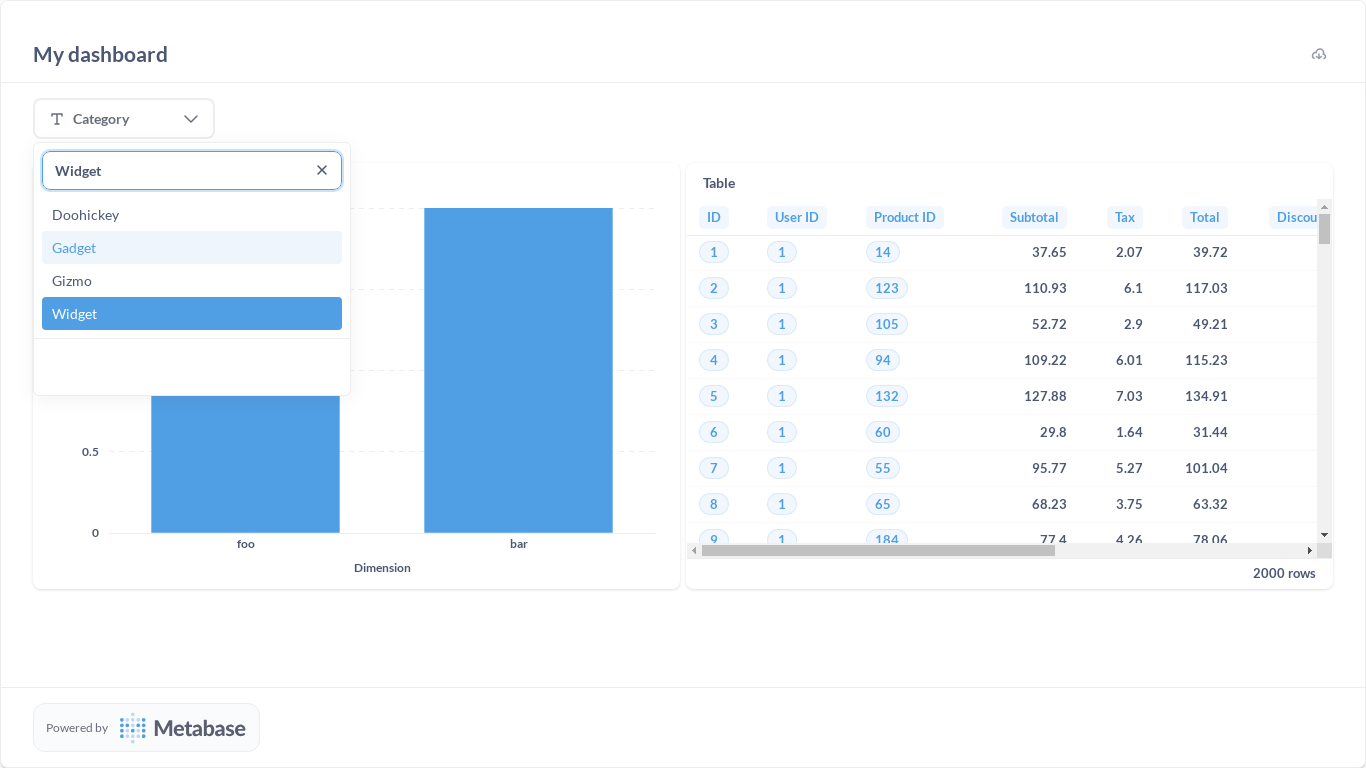 My dashboard
Category
Widget
Doohickey
Gadget
Gizmo
Widget
0.5
0
foo bar
Dimension
Table
ID User ID Product ID Subtotal Tax Total Discou
1 1 14 37.65 2.07 39.72
2 1 123 110.93 6.1 117.03
3 1 105 52.72 2.9 49.21
4 1 94 109.22 6.01 115.23
5 1 132 127.88 7.03 134.91
6 1 60 29.8 1.64 31.44
7 1 55 95.77 5.27 101.04
8 1 65 68.23 3.75 63.32
9 1 184 77.4 4.26 78.06
2000 rows
Powered by Metabase